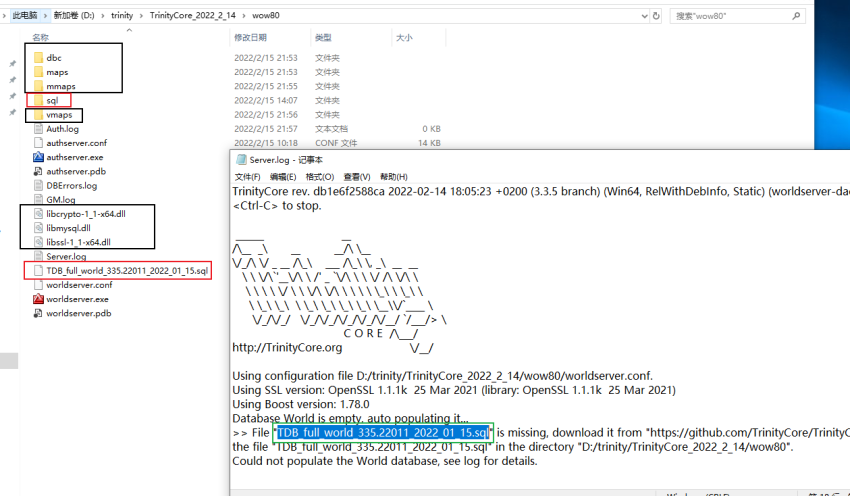 此电脑 › 新加卷 (D:) › trinity › TrinityCore_2022_2_14 › wow80
搜索"wow80"
名称 修改日期 类型 大小
dbc 2022/2/15 21:53 文件夹
maps 2022/2/15 21:53 文件夹
mmaps 2022/2/15 21:55 文件夹
sql 2022/2/15 14:07 文件夹
vmaps 2022/2/15 21:56 文件夹
Auth.log 2022/2/15 21:57 文本文档 0 KB
authserver.conf 2022/2/15 10:18 CONF 文件 14 KB
authserver.exe
authserver.pdb
DBErrors.log
GM.log
libcrypto-1_1-x64.dll
libmysql.dll
libssl-1_1-x64.dll
Server.log
TDB_full_world_335.22011_2022_01_15.sql
worldserver.conf
worldserver.exe
worldserver.pdb
Server.log - 记事本
文件(F) 编辑(E) 格式(O) 查看(V) 帮助(H)
TrinityCore rev. db1e6f2588ca 2022-02-14 18:05:23 +0200 (3.3.5 branch) (Win64, RelWithDebInfo, Static) (worldserver-dae
<Ctrl-C> to stop.
C O R E
http://TrinityCore.org
Using configuration file D:/trinity/TrinityCore_2022_2_14/wow80/worldserver.conf.
Using SSL version: OpenSSL 1.1.1k  25 Mar 2021 (library: OpenSSL 1.1.1k  25 Mar 2021)
Using Boost version: 1.78.0
Database World is empty, auto populating it...
>> File "TDB_full_world_335.22011_2022_01_15.sql" is missing, download it from "https://github.com/TrinityCore/TrinityC
the file "TDB_full_world_335.22011_2022_01_15.sql" in the directory "D:/trinity/TrinityCore_2022_2_14/wow80".
Could not populate the World database, see log for details.